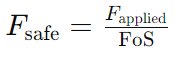 F_safe = F_applied / FoS